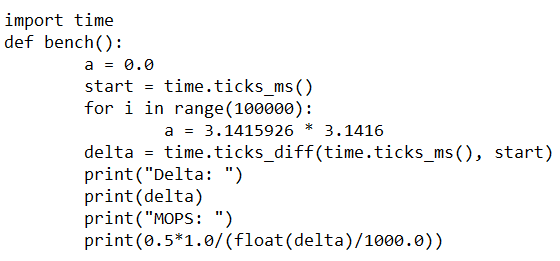 import time
def bench():
        a = 0.0
        start = time.ticks_ms()
        for i in range(100000):
                a = 3.1415926 * 3.1416
        delta = time.ticks_diff(time.ticks_ms(), start)
        print("Delta: ")
        print(delta)
        print("MOPS: ")
        print(0.5*1.0/(float(delta)/1000.0))